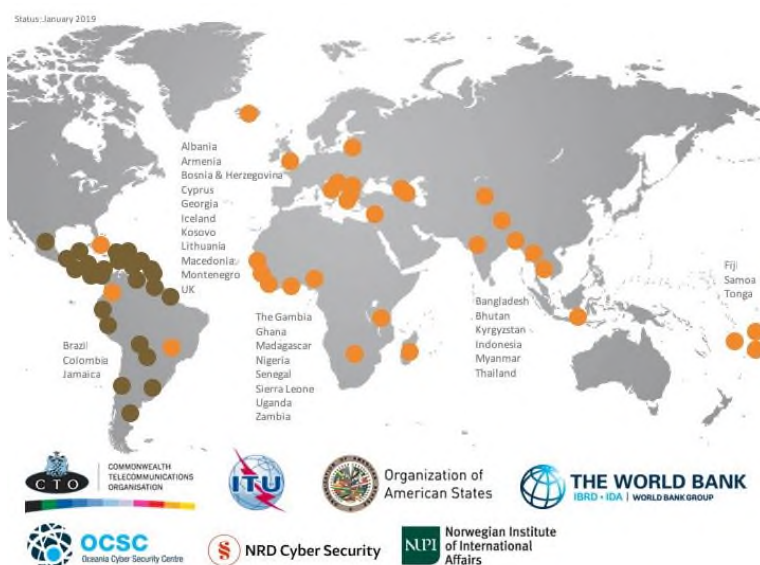 Status: January 2019
Albania
Armenia
Bosnia & Herzegovina
Cyprus
Georgia
Iceland
Kosovo
Lithuania
Macedonia:
Montenegro
UK
Brazil
Colombia
Jamaica
The Gambia
Ghana
Madagascar
Nigeria
Senegal
Sierra Leone
Uganda
Zambia
Bangladesh
Bhutan
Kyrgyzstan
Indonesia
Myanmar
Thailand
Fiji
Samoa
Tonga
CTO
COMMONWEALTH
TELECOMMUNICATIONS
ORGANISATION
ITU
Organization of
American States
THE WORLD BANK
IBRD • IDA | WORLD BANK GROUP
OCSC
Oceania Cyber Security Centre
NRD Cyber Security
NUPI
Norwegian Institute
of International
Affairs